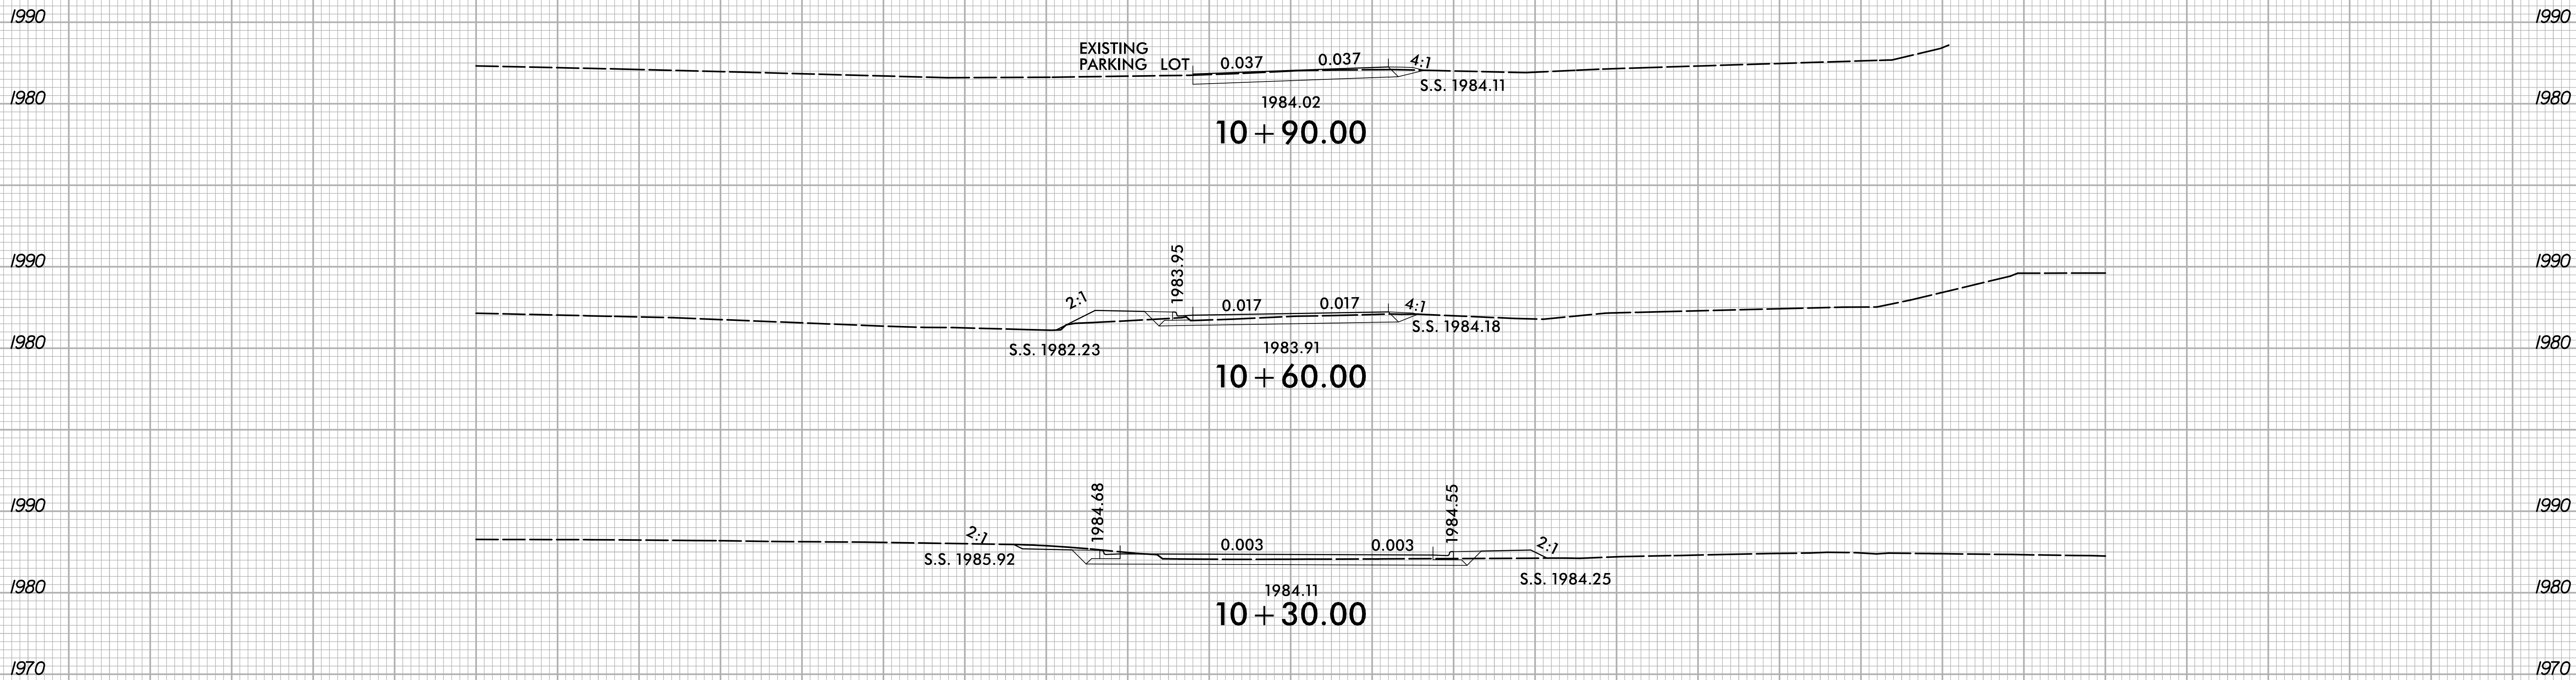 1990 1990
EXISTING
PARKING LOT 0.037 0.037 4:1
S.S. 1984.11
1980 1984.02 1980
10+90.00
1983.95
1990 1990
2:1 0.017 0.017 4:1
S.S. 1984.18
S.S. 1982.23 1983.91
1980 1980
10+60.00
1984.68 1984.55
1990 1990
2:1 0.003 0.003 2:1
S.S. 1985.92
S.S. 1984.25
1980 1984.11 1980
10+30.00
1970 1970